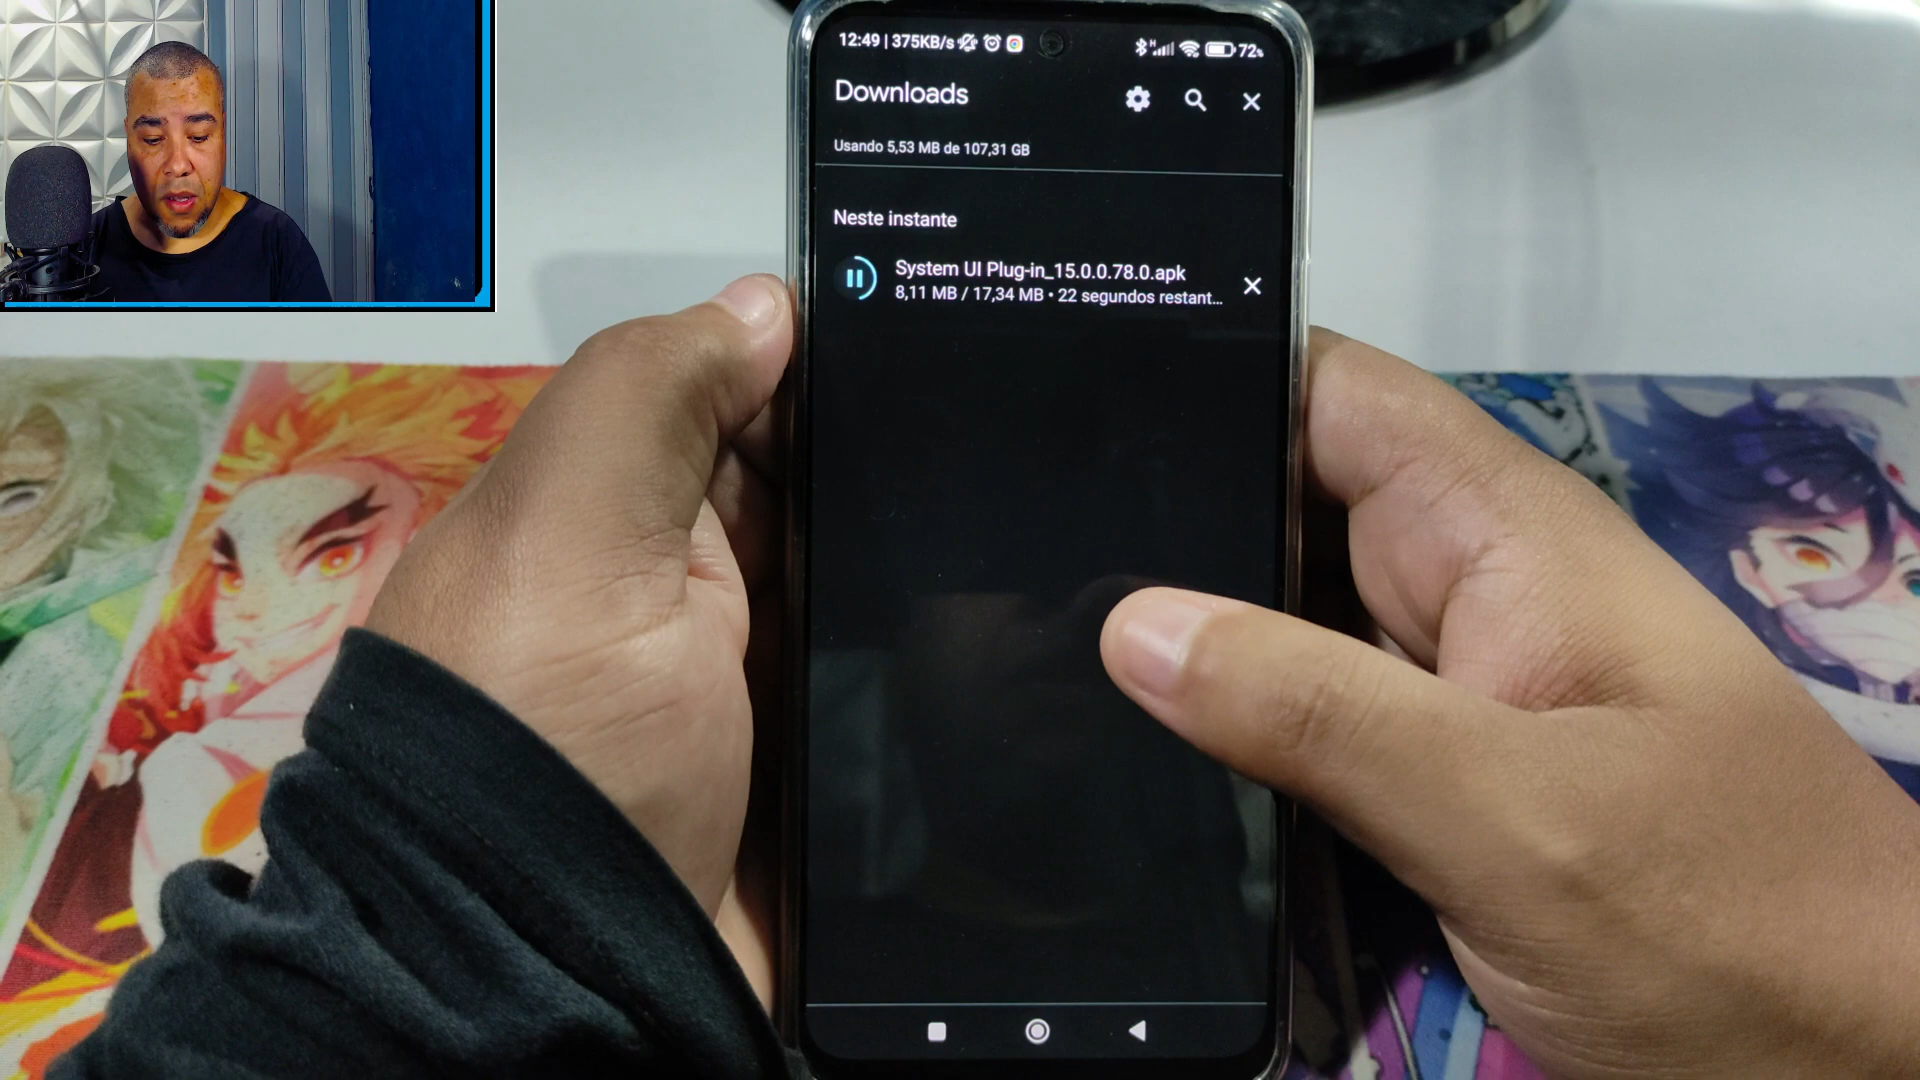 12:49 | 375KB/s
72%
Downloads
Usando 5,53 MB de 107,31 GB
Neste instante
System UI Plug-in_15.0.0.78.0.apk
8,11 MB / 17,34 MB • 22 segundos restant...